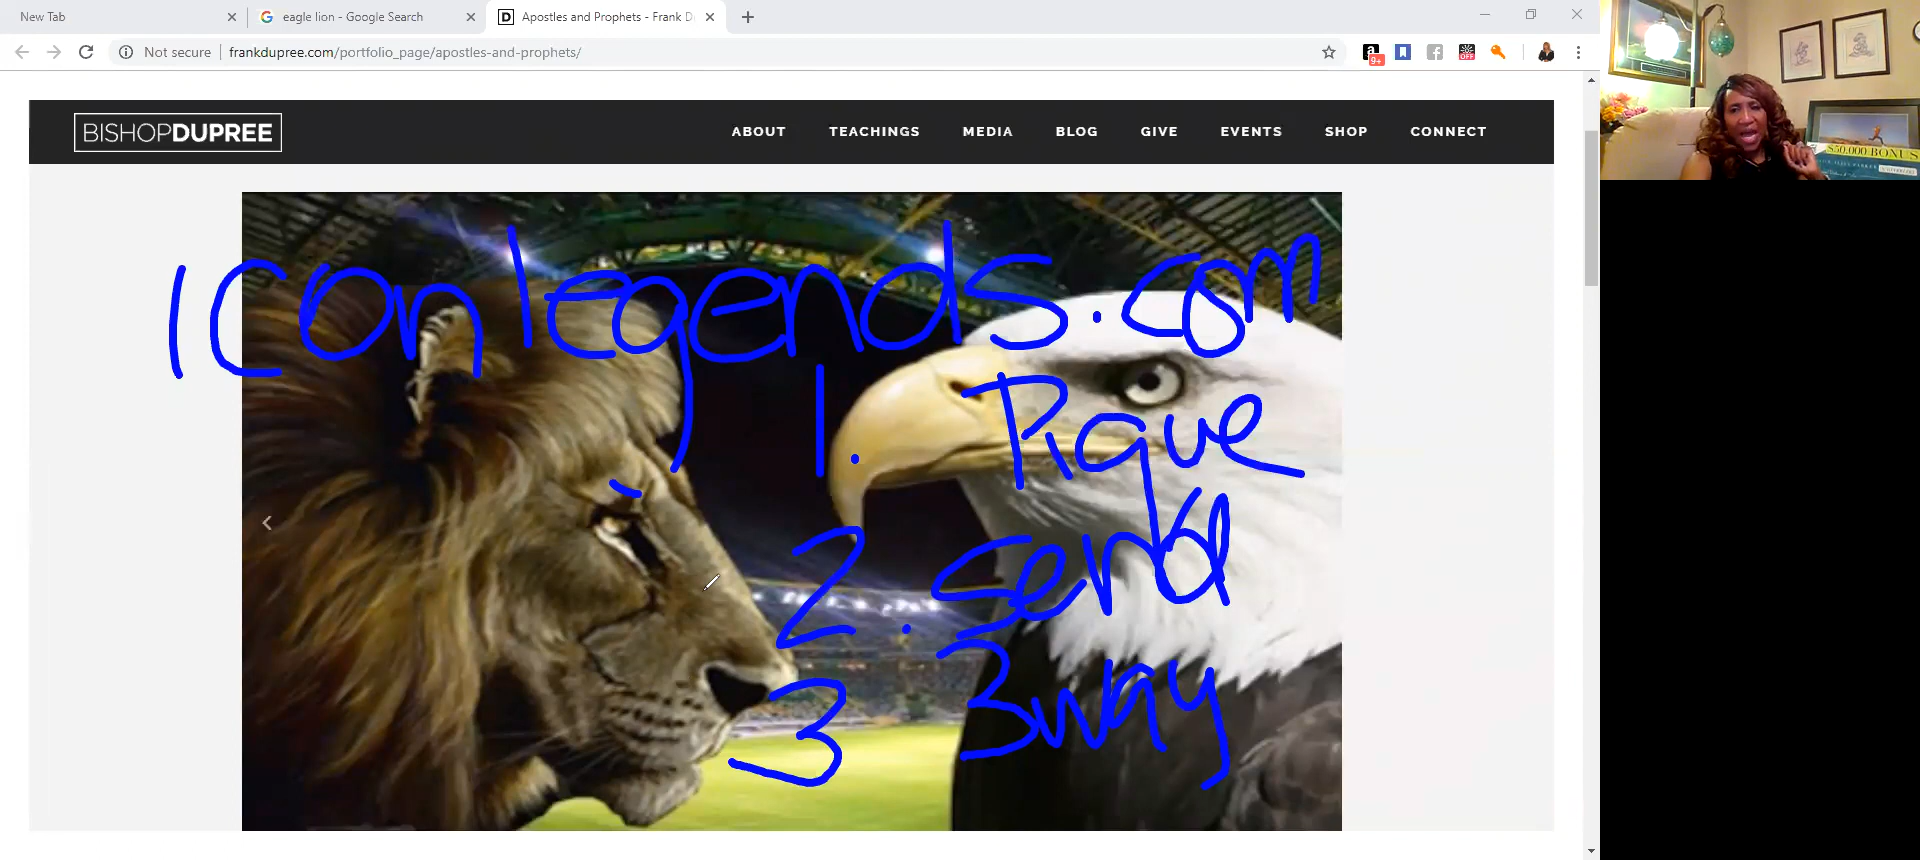 New Tab
eagle lion - Google Search
D Apostles and Prophets - Frank D
Not secure | frankdupree.com/portfolio_page/apostles-and-prophets/
a 9+
OFF
BISHOPDUPREE
ABOUT TEACHINGS MEDIA BLOG GIVE EVENTS SHOP CONNECT
Iconlegends.com
1. Pique
2. send
3 3way
$50,000 BONUS